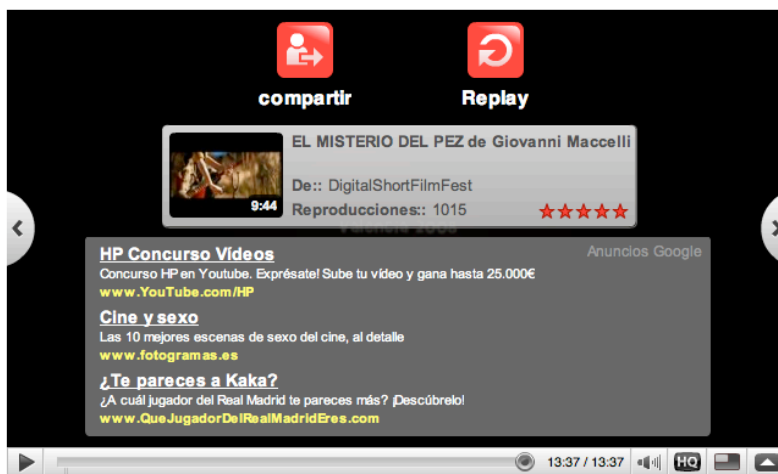 compartir
Replay
EL MISTERIO DEL PEZ de Giovanni Maccelli
De:: DigitalShortFilmFest
9:44
Reproducciones:: 1015
Valencia 2008
HP Concurso Vídeos
Anuncios Google
Concurso HP en Youtube. Exprésate! Sube tu vídeo y gana hasta 25.000€
www.YouTube.com/HP
Cine y sexo
Las 10 mejores escenas de sexo del cine, al detalle
www.fotogramas.es
¿Te pareces a Kaka?
¿A cuál jugador del Real Madrid te pareces más? ¡Descúbrelo!
www.QueJugadorDelRealMadridEres.com
13:37 / 13:37
HQ